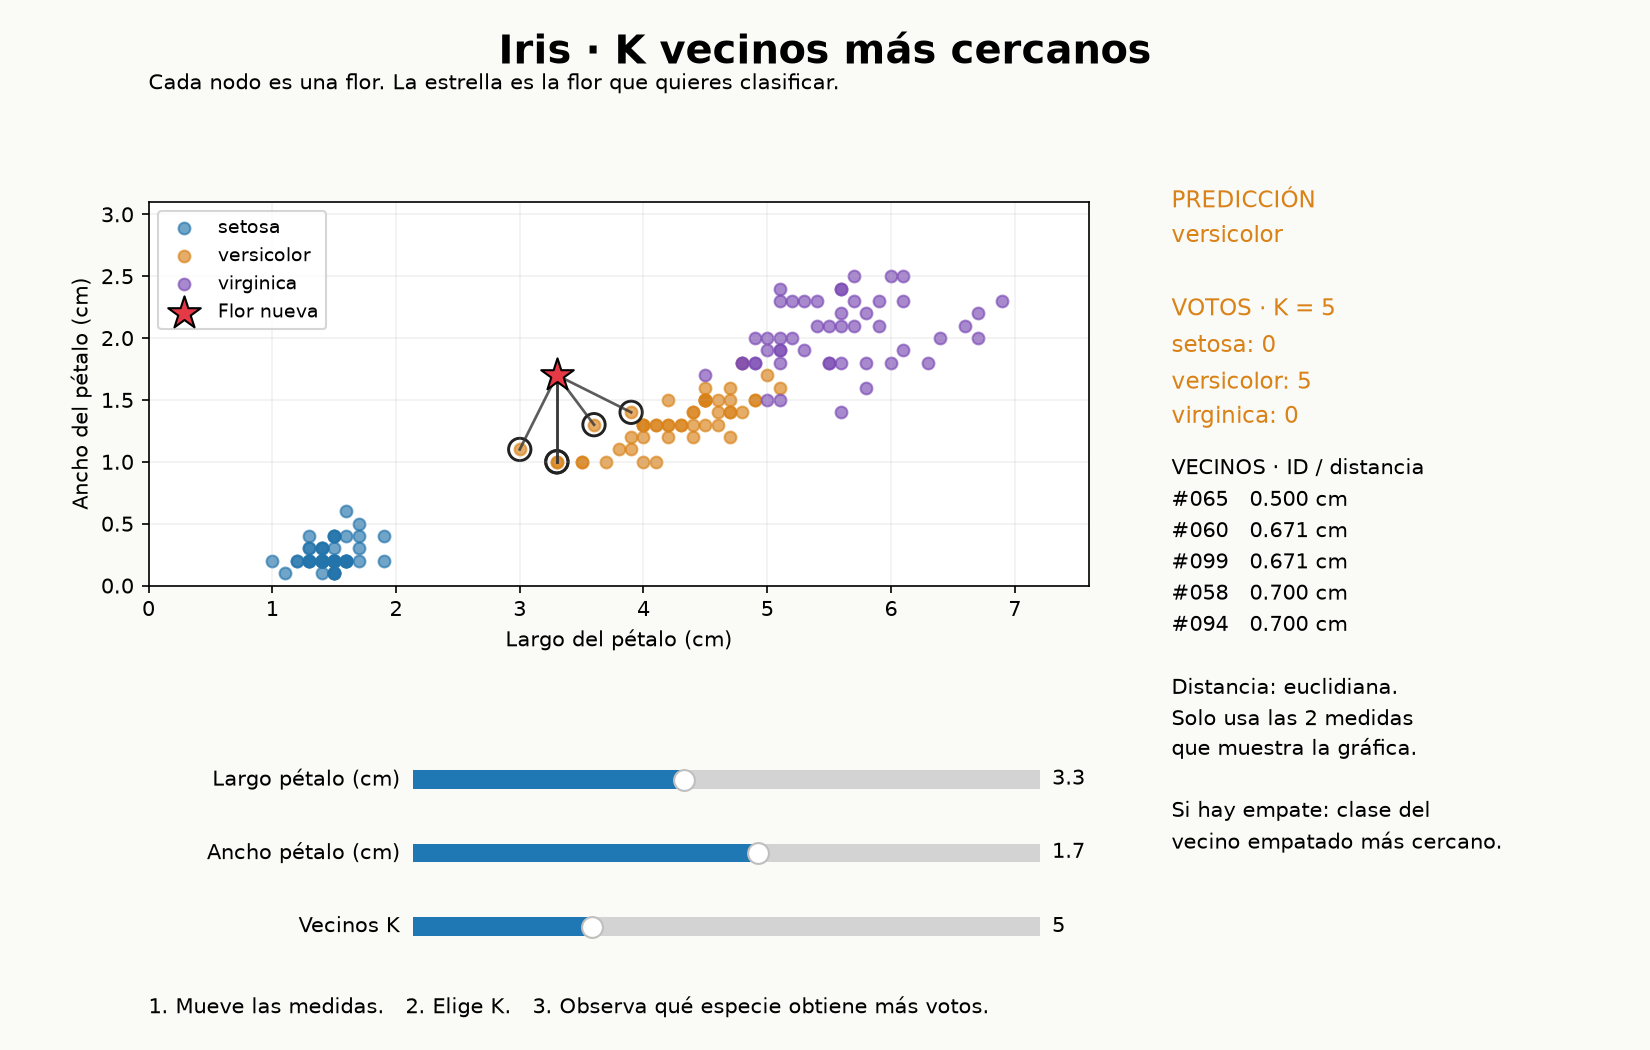 Iris · K vecinos más cercanos
Cada nodo es una flor. La estrella es la flor que quieres clasificar.
Ancho del pétalo (cm)
3.0
2.5
2.0
1.5
1.0
0.5
0.0
setosa
versicolor
virginica
Flor nueva
0 1 2 3 4 5 6 7
Largo del pétalo (cm)
PREDICCIÓN
versicolor
VOTOS · K = 5
setosa: 0
versicolor: 5
virginica: 0
VECINOS · ID / distancia
#065 0.500 cm
#060 0.671 cm
#099 0.671 cm
#058 0.700 cm
#094 0.700 cm
Distancia: euclidiana.
Solo usa las 2 medidas
que muestra la gráfica.
Si hay empate: clase del
vecino empatado más cercano.
Largo pétalo (cm) 3.3
Ancho pétalo (cm) 1.7
Vecinos K 5
1. Mueve las medidas. 2. Elige K. 3. Observa qué especie obtiene más votos.